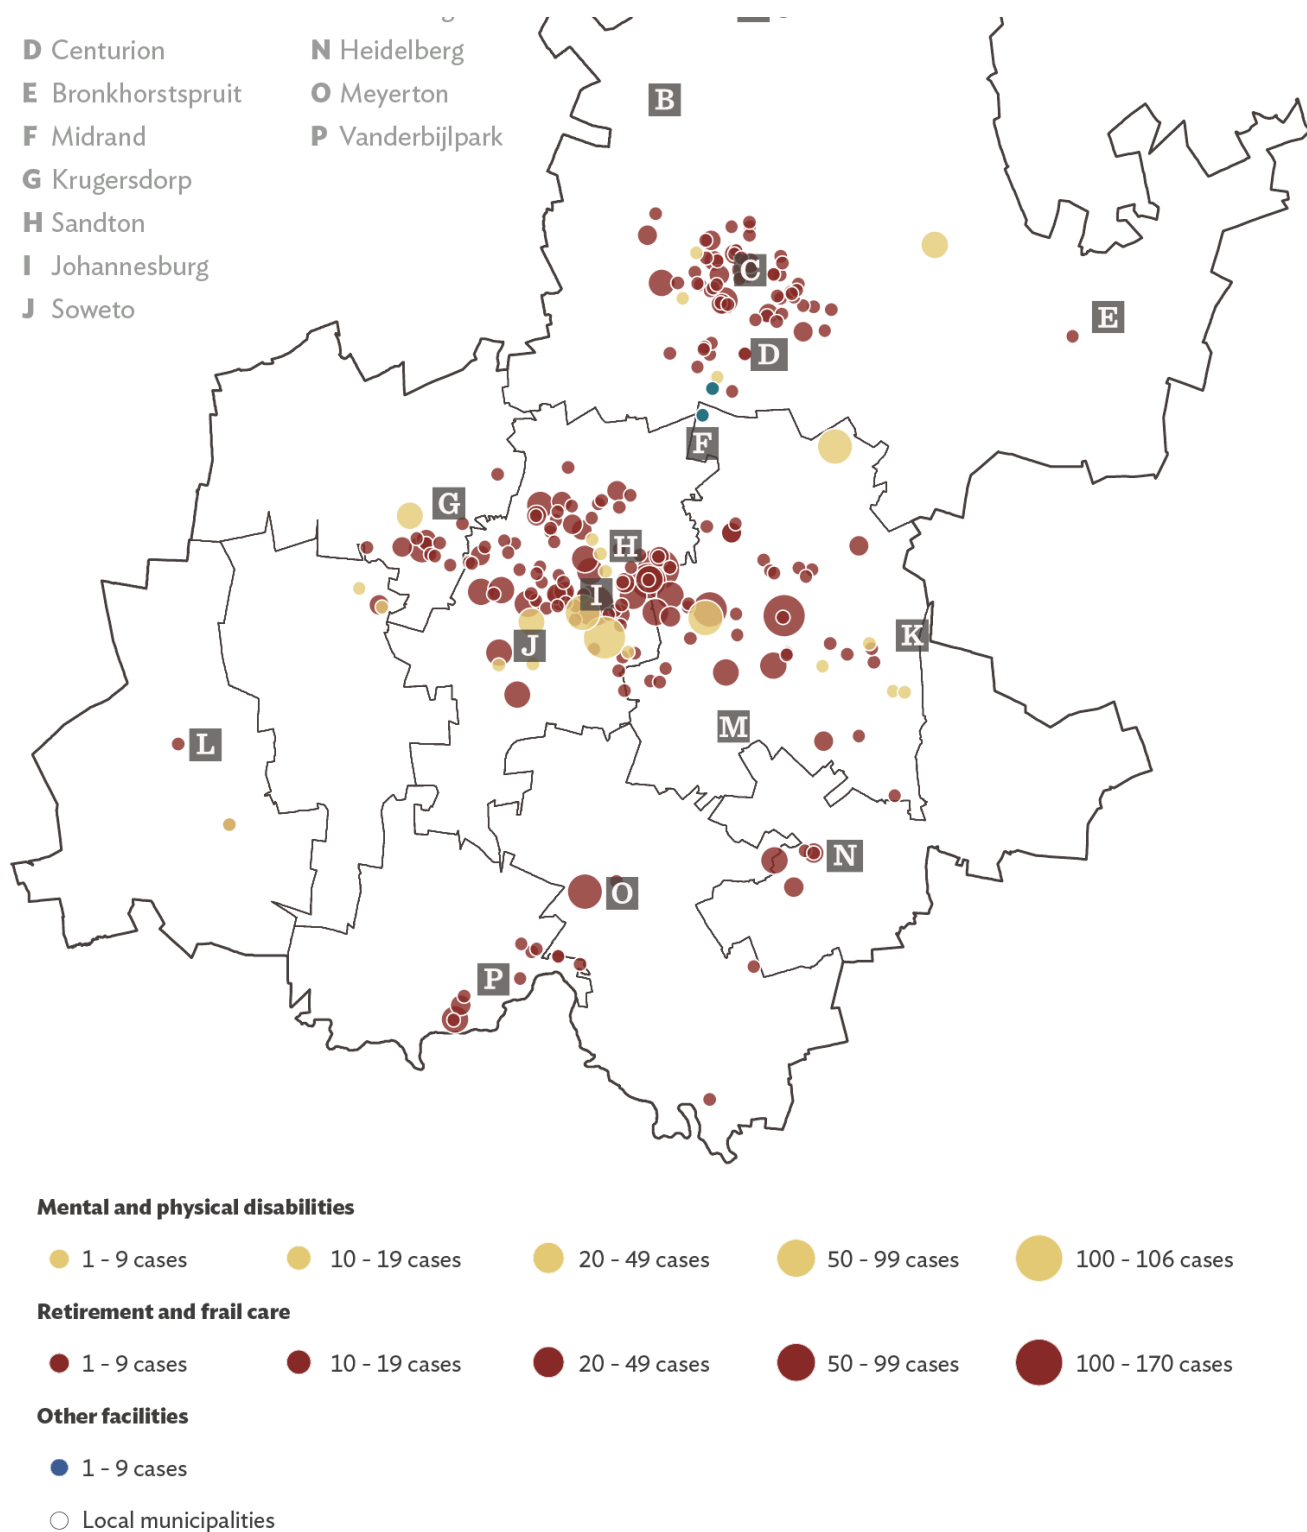 D Centurion
E Bronkhorstspruit
F Midrand
G Krugersdorp
H Sandton
I Johannesburg
J Soweto
N Heidelberg
O Meyerton
P Vanderbijlpark
B
C
E
D
F
G
H
I
K
J
M
L
N
O
P
Mental and physical disabilities
1 - 9 cases 10 - 19 cases 20 - 49 cases 50 - 99 cases 100 - 106 cases
Retirement and frail care
1 - 9 cases 10 - 19 cases 20 - 49 cases 50 - 99 cases 100 - 170 cases
Other facilities
1 - 9 cases
Local municipalities